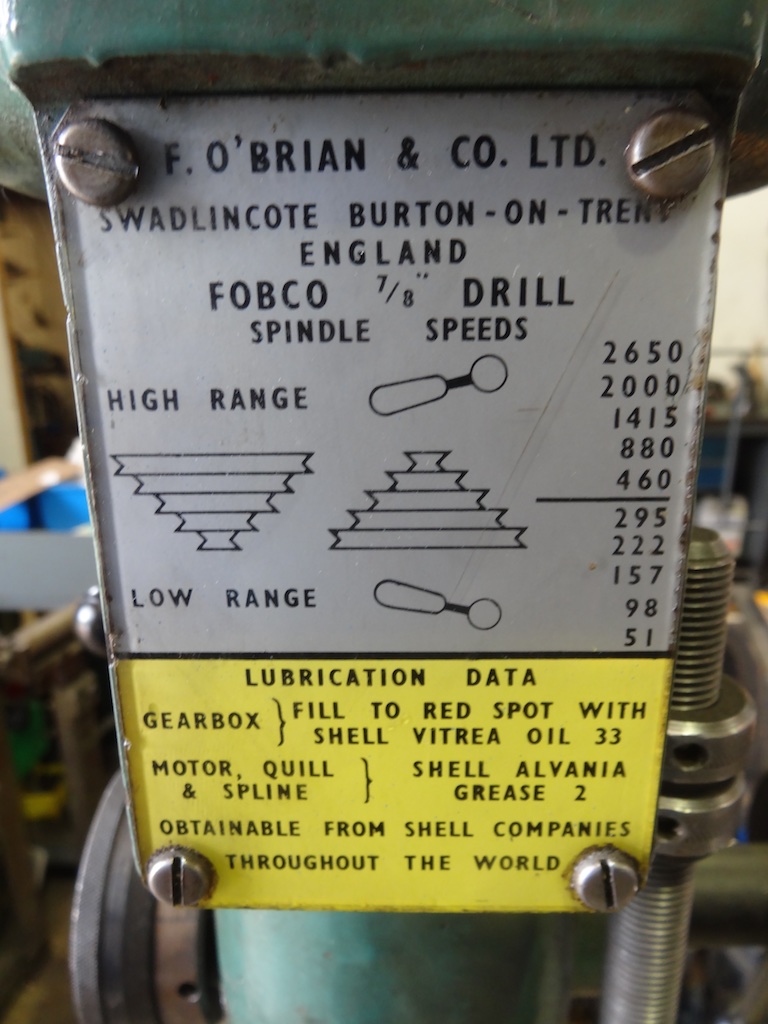 F. O'BRIAN & CO. LTD.
SWADLINCOTE BURTON-ON-TRENT
ENGLAND
FOBCO 7/8" DRILL
SPINDLE SPEEDS
HIGH RANGE
2650
2000
1415
880
460
295
222
157
98
51
LOW RANGE
LUBRICATION DATA
GEARBOX } FILL TO RED SPOT WITH
SHELL VITREA OIL 33
MOTOR, QUILL } SHELL ALVANIA
& SPLINE GREASE 2
OBTAINABLE FROM SHELL COMPANIES
THROUGHOUT THE WORLD